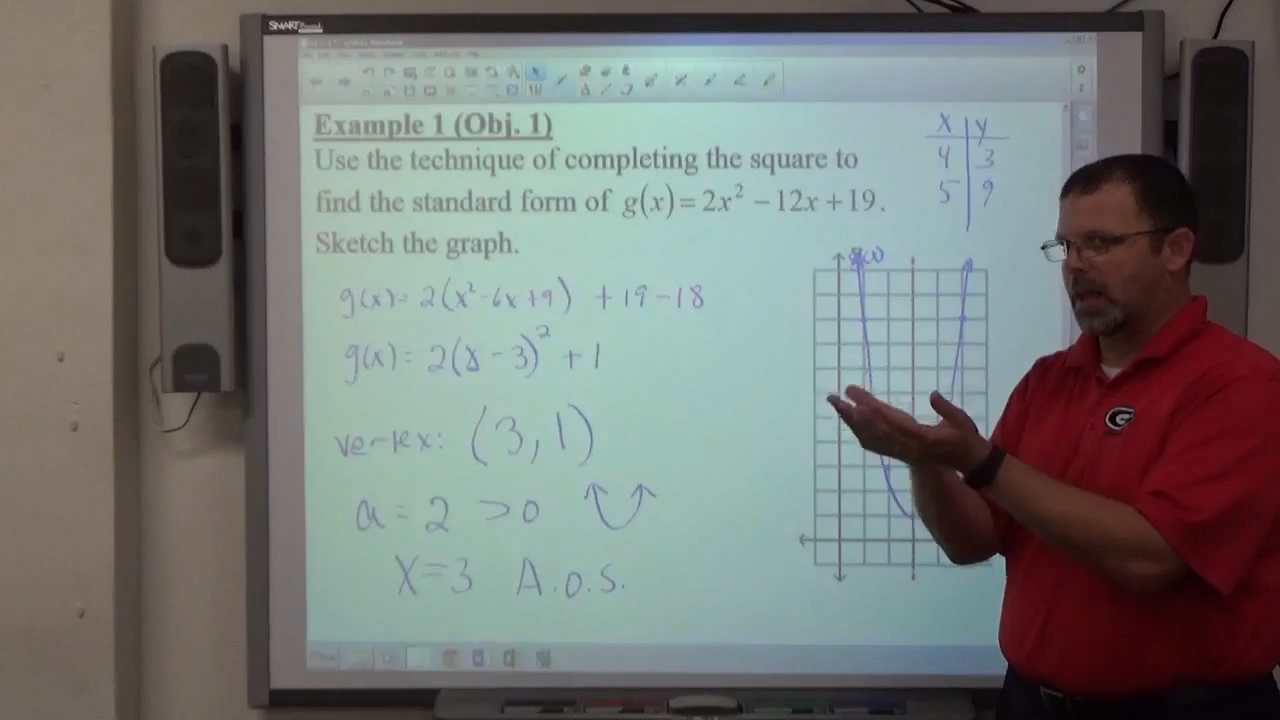 SMART
Example 1 (Obj. 1)
Use the technique of completing the square to
find the standard form of g(x) = 2x² − 12x + 19.
Sketch the graph.
g(x) = 2(x² - 6x + 9) + 19 - 18
g(x) = 2(x - 3)² + 1
vertex: (3, 1)
a = 2 > 0
x = 3 A.o.S.
X Y
4 3
5 9
g(x)
G